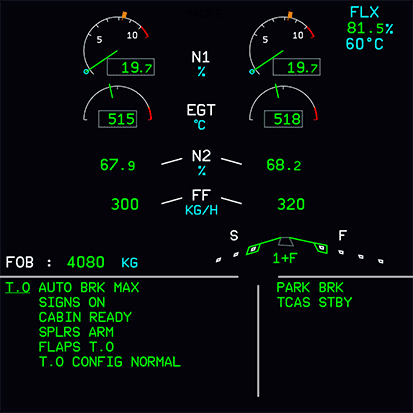 FLX
81.5%
60°C
5 10
19.7
N1
%
5 10
19.7
515
EGT
°C
518
67.9
N2
%
68.2
300
FF
KG/H
320
S F
1+F
FOB : 4080 KG
T.O AUTO BRK MAX
SIGNS ON
CABIN READY
SPLRS ARM
FLAPS T.O
T.O CONFIG NORMAL
PARK BRK
TCAS STBY